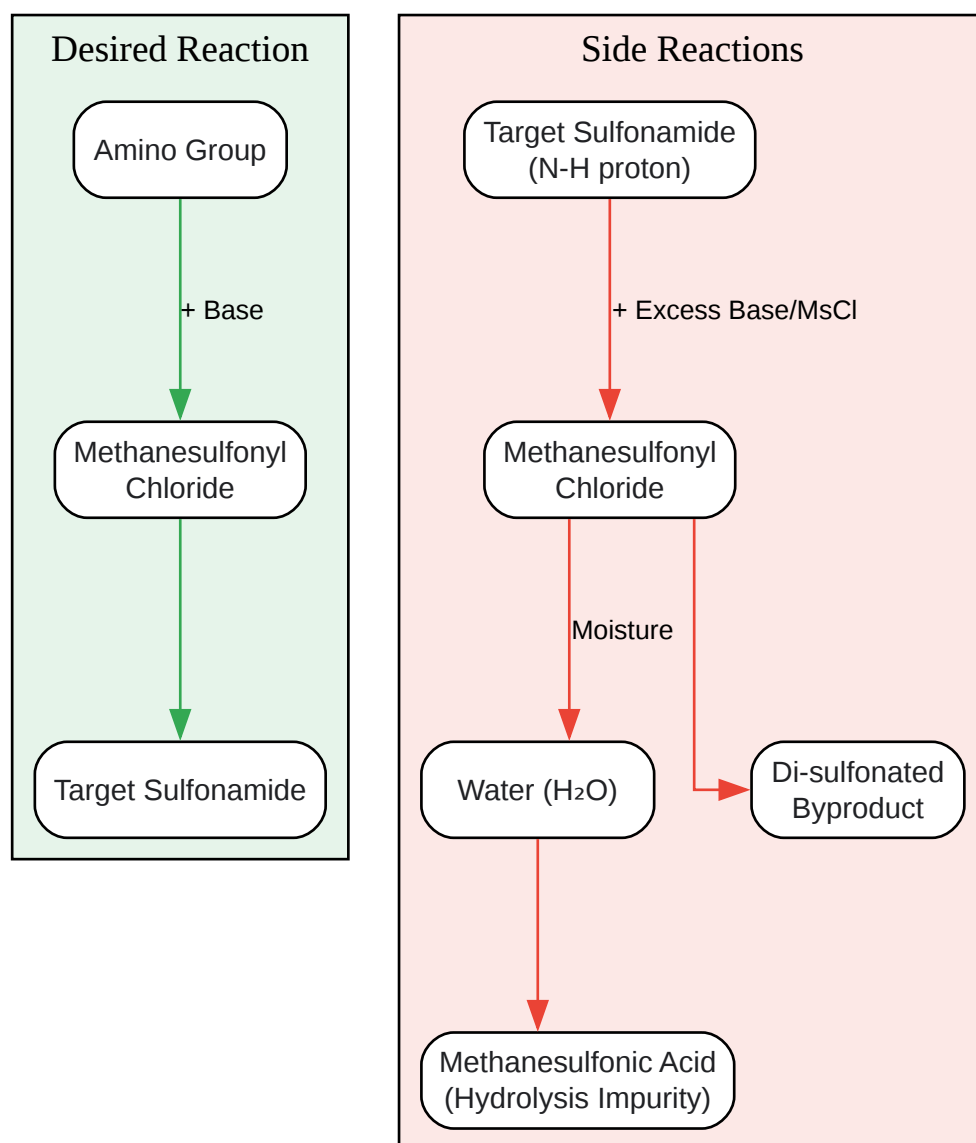 Desired Reaction
Amino Group
+ Base
Methanesulfonyl
Chloride
Target Sulfonamide
Side Reactions
Target Sulfonamide
(N-H proton)
+ Excess Base/MsCl
Methanesulfonyl
Chloride
Moisture
Water (H₂O)
Di-sulfonated
Byproduct
Methanesulfonic Acid
(Hydrolysis Impurity)